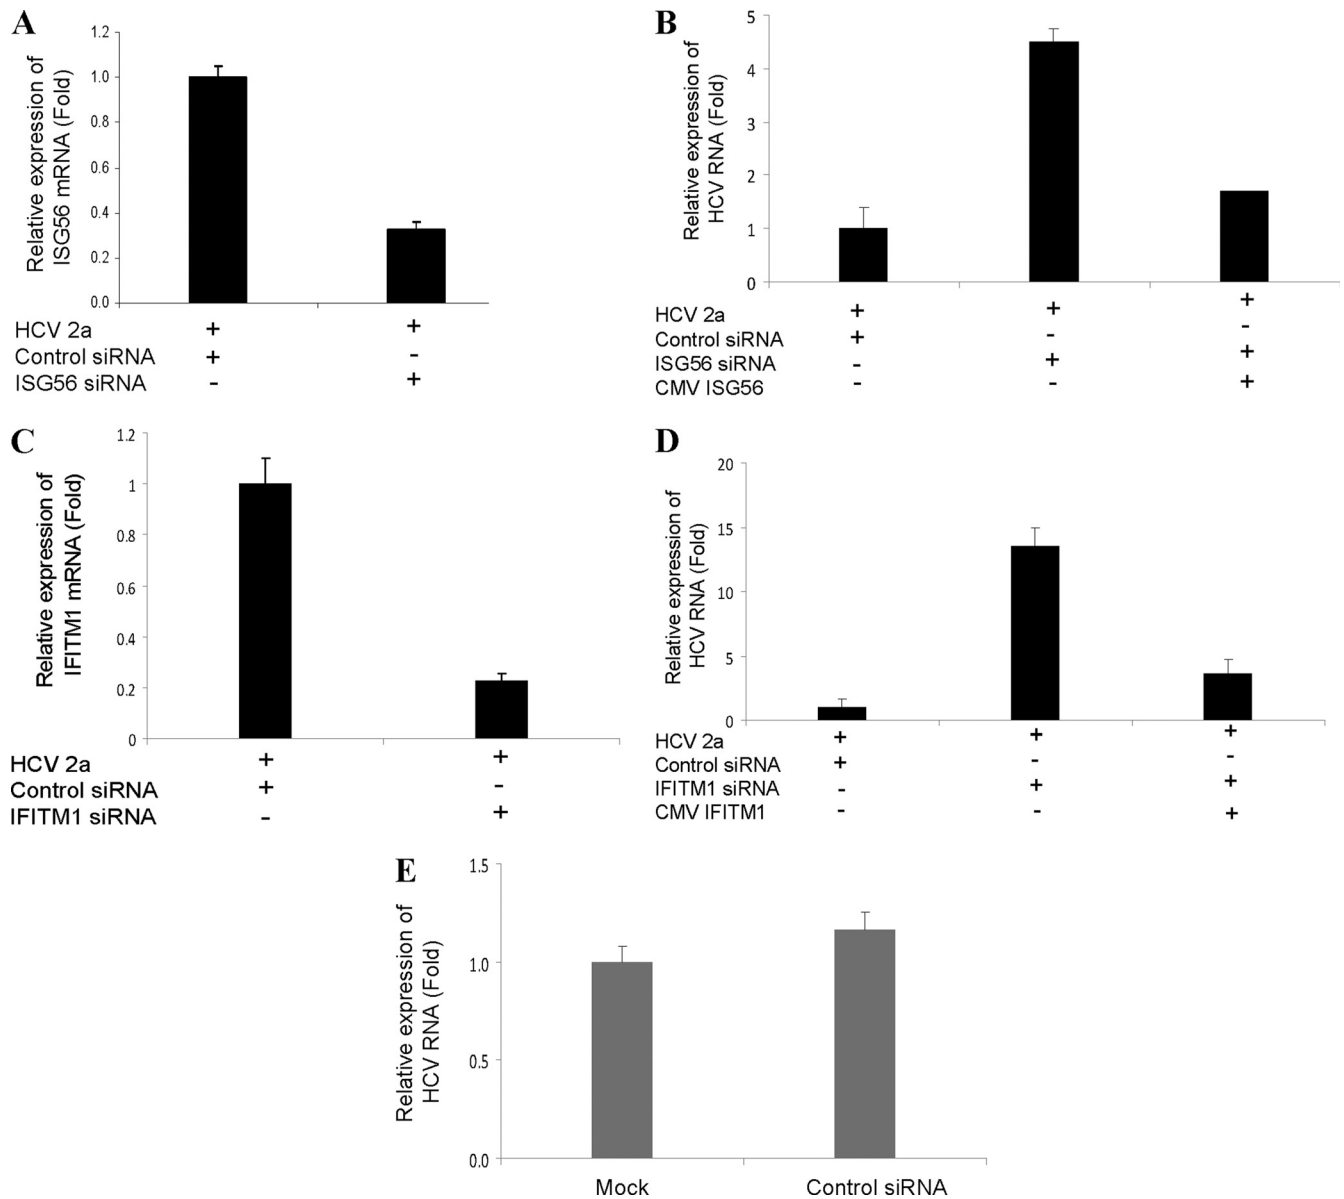 A
Relative expression of
ISG56 mRNA (Fold)
1.2
1.0
0.8
0.6
0.4
0.2
0.0
HCV 2a + +
Control siRNA + -
ISG56 siRNA - +
B
Relative expression of
HCV RNA (Fold)
5
4
3
2
1
0
HCV 2a + + +
Control siRNA + - -
ISG56 siRNA - + +
CMV ISG56 - - +
C
Relative expression of
IFITM1 mRNA (Fold)
1.2
1
0.8
0.6
0.4
0.2
0
HCV 2a + +
Control siRNA + -
IFITM1 siRNA - +
D
Relative expression of
HCV RNA (Fold)
20
15
10
5
0
HCV 2a + + +
Control siRNA + - -
IFITM1 siRNA - + +
CMV IFITM1 - - +
E
Relative expression of
HCV RNA (Fold)
1.5
1.0
0.5
0.0
Mock Control siRNA